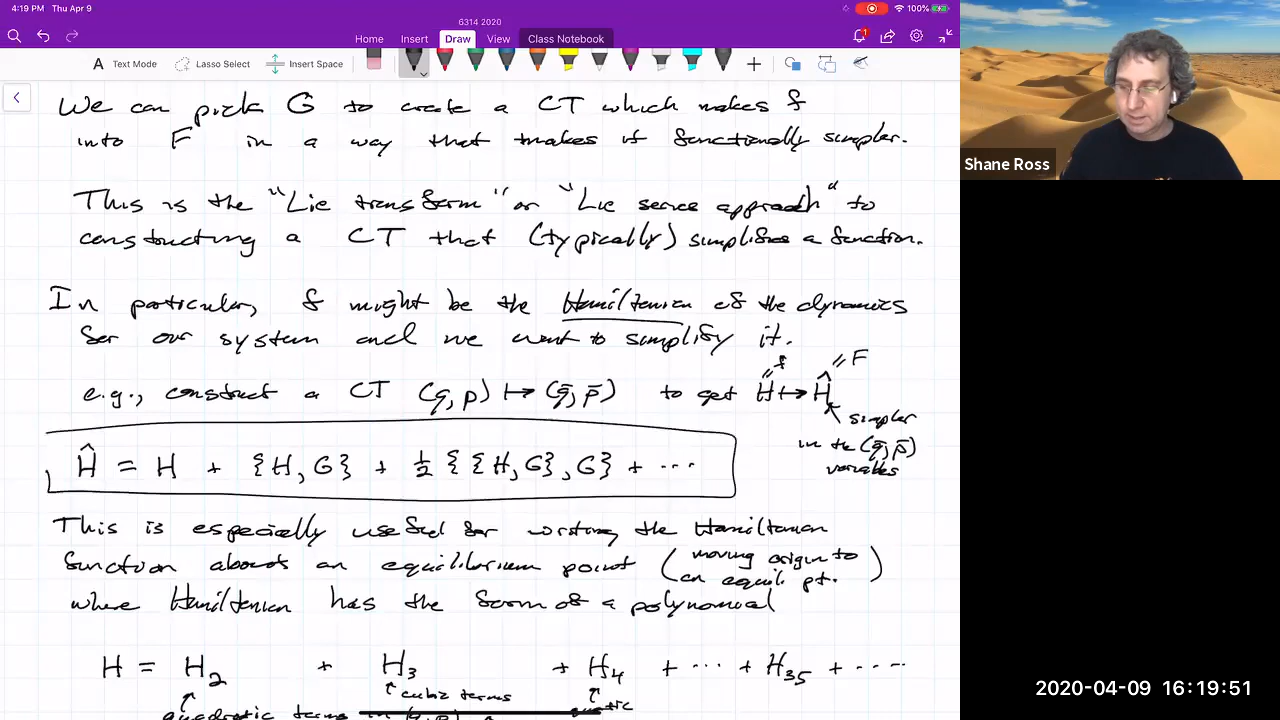 4:19 PM Thu Apr 9
100%
6314 2020
Home Insert Draw View Class Notebook
A Text Mode Lasso Select Insert Space
We can pick G to create a CT which makes f
into F in a way that makes it functionally simpler.
This is the "Lie transform" or "Lie series approach" to
constructing a CT that (typically) simplifies a function.
In particular, f might be the Hamiltonian of the dynamics
for our system and we want to simplify it.
e.g., construct a CT (q, p) ↦ (q̄, p̄) to get H ↦ Ĥ
= f
= F
simpler
in the (q̄, p̄)
variables
Ĥ = H + {H, G} + ½ {{H, G}, G} + ...
This is especially useful for writing the Hamiltonian
function about an equilibrium point (moving origin to
an equil. pt.)
where Hamiltonian has the form of a polynomial
H = H₂ + H₃ + H₄ + ... + H₃₅ + ...
cubic terms
quartic
quadratic terms in (q, p)
Shane Ross
2020-04-09 16:19:51